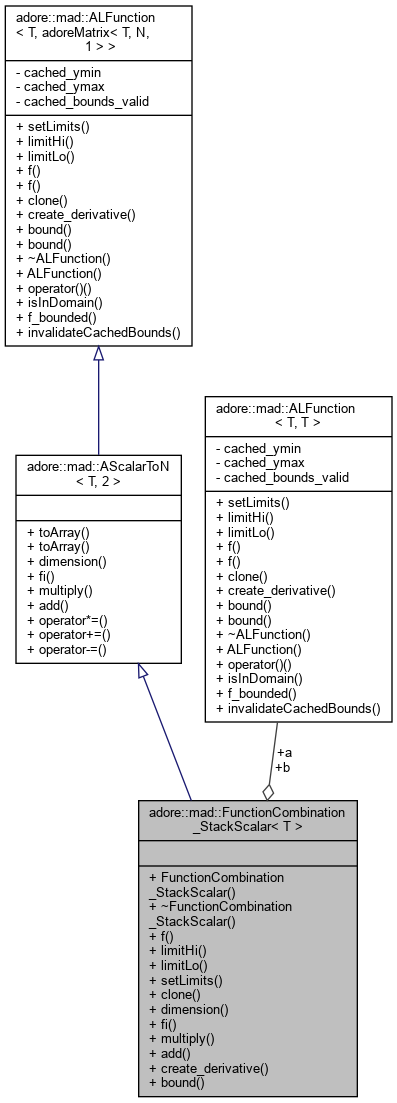 adore::mad::ALFunction
< T, adoreMatrix< T, N,
1 > >
- cached_ymin
- cached_ymax
- cached_bounds_valid
+ setLimits()
+ limitHi()
+ limitLo()
+ f()
+ f()
+ clone()
+ create_derivative()
+ bound()
+ bound()
+ ~ALFunction()
+ ALFunction()
+ operator()()
+ isInDomain()
+ f_bounded()
+ invalidateCachedBounds()
adore::mad::AScalarToN
< T, 2 >
+ toArray()
+ toArray()
+ dimension()
+ fi()
+ multiply()
+ add()
+ operator*=()
+ operator+=()
+ operator-=()
adore::mad::ALFunction
< T, T >
- cached_ymin
- cached_ymax
- cached_bounds_valid
+ setLimits()
+ limitHi()
+ limitLo()
+ f()
+ f()
+ clone()
+ create_derivative()
+ bound()
+ bound()
+ ~ALFunction()
+ ALFunction()
+ operator()()
+ isInDomain()
+ f_bounded()
+ invalidateCachedBounds()
+a
+b
adore::mad::FunctionCombination
_StackScalar< T >
+ FunctionCombination
_StackScalar()
+ ~FunctionCombination
_StackScalar()
+ f()
+ limitHi()
+ limitLo()
+ setLimits()
+ clone()
+ dimension()
+ fi()
+ multiply()
+ add()
+ create_derivative()
+ bound()